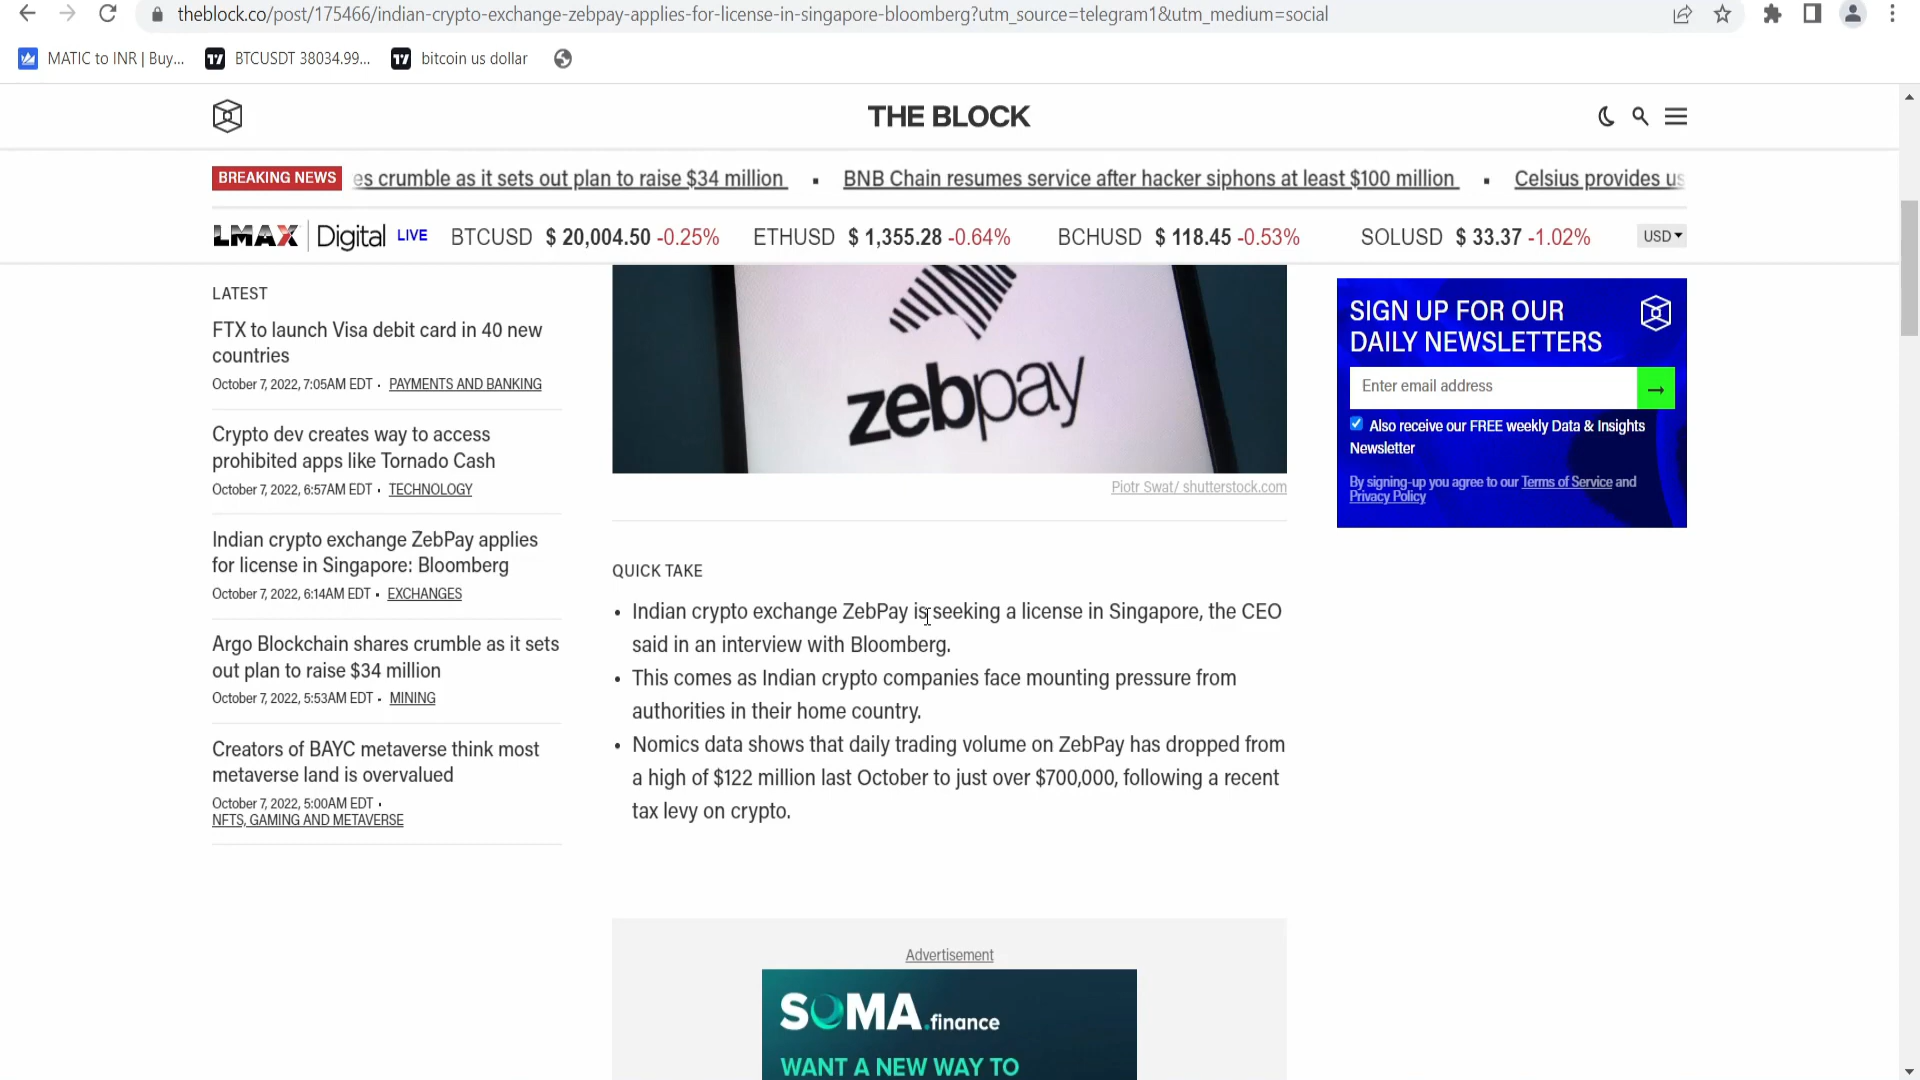 theblock.co/post/175466/indian-crypto-exchange-zebpay-applies-for-license-in-singapore-bloomberg?utm_source=telegram1&utm_medium=social
MATIC to INR | Buy...
BTCUSDT 38034.99...
bitcoin us dollar
THE BLOCK
BREAKING NEWS
es crumble as it sets out plan to raise $34 million
▪ BNB Chain resumes service after hacker siphons at least $100 million
▪ Celsius provides us
LMAX Digital LIVE BTCUSD $ 20,004.50 -0.25% ETHUSD $ 1,355.28 -0.64% BCHUSD $ 118.45 -0.53% SOLUSD $ 33.37 -1.02% USD
LATEST
FTX to launch Visa debit card in 40 new
countries
October 7, 2022, 7:05AM EDT • PAYMENTS AND BANKING
Crypto dev creates way to access
prohibited apps like Tornado Cash
October 7, 2022, 6:57AM EDT • TECHNOLOGY
Indian crypto exchange ZebPay applies
for license in Singapore: Bloomberg
October 7, 2022, 6:14AM EDT • EXCHANGES
Argo Blockchain shares crumble as it sets
out plan to raise $34 million
October 7, 2022, 5:53AM EDT • MINING
Creators of BAYC metaverse think most
metaverse land is overvalued
October 7, 2022, 5:00AM EDT •
NFTS, GAMING AND METAVERSE
zebpay
Piotr Swat/ shutterstock.com
QUICK TAKE
• Indian crypto exchange ZebPay is seeking a license in Singapore, the CEO
said in an interview with Bloomberg.
• This comes as Indian crypto companies face mounting pressure from
authorities in their home country.
• Nomics data shows that daily trading volume on ZebPay has dropped from
a high of $122 million last October to just over $700,000, following a recent
tax levy on crypto.
Advertisement
SOMA.finance
WANT A NEW WAY TO
SIGN UP FOR OUR
DAILY NEWSLETTERS
Enter email address
→
Also receive our FREE weekly Data & Insights
Newsletter
By signing-up you agree to our Terms of Service and
Privacy Policy